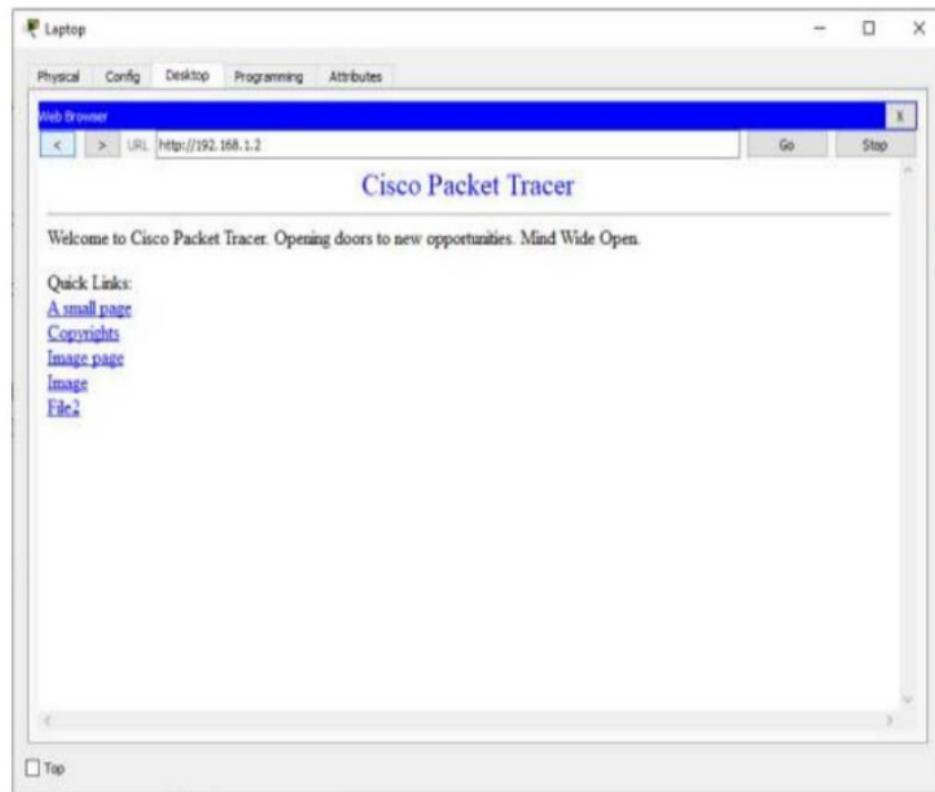 Laptop
Physical Config Desktop Programming Attributes
Web Browser X
< > URL http://192.168.1.2 Go Stop
Cisco Packet Tracer
Welcome to Cisco Packet Tracer. Opening doors to new opportunities. Mind Wide Open.
Quick Links:
A small page
Copyrights
Image page
Image
File2
Top